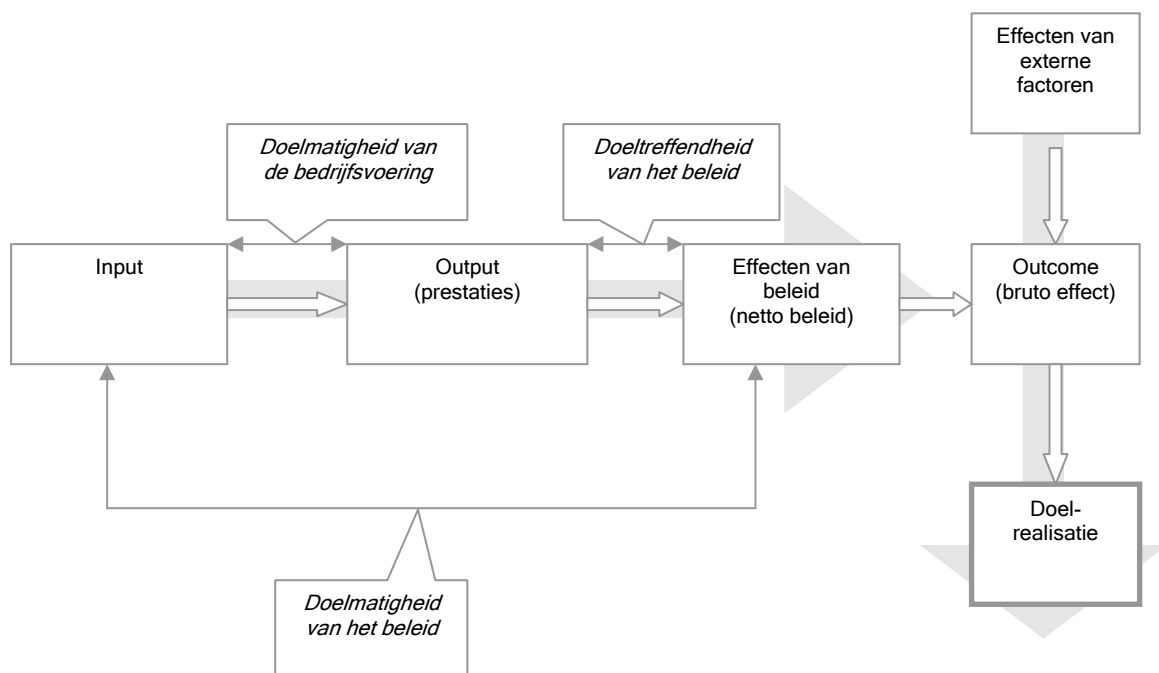 Effecten van
externe
factoren
Doelmatigheid van
de bedrijfsvoering
Doeltreffendheid
van het beleid
Input
Output
(prestaties)
Effecten van
beleid
(netto beleid)
Outcome
(bruto effect)
Doel-
realisatie
Doelmatigheid
van het beleid